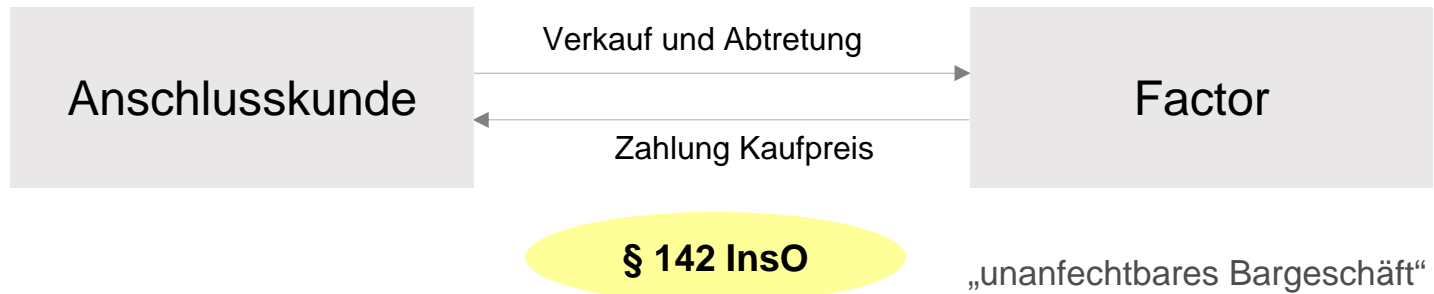 Verkauf und Abtretung
Anschlusskunde
Factor
Zahlung Kaufpreis
§ 142 InsO
„unanfechtbares Bargeschäft“